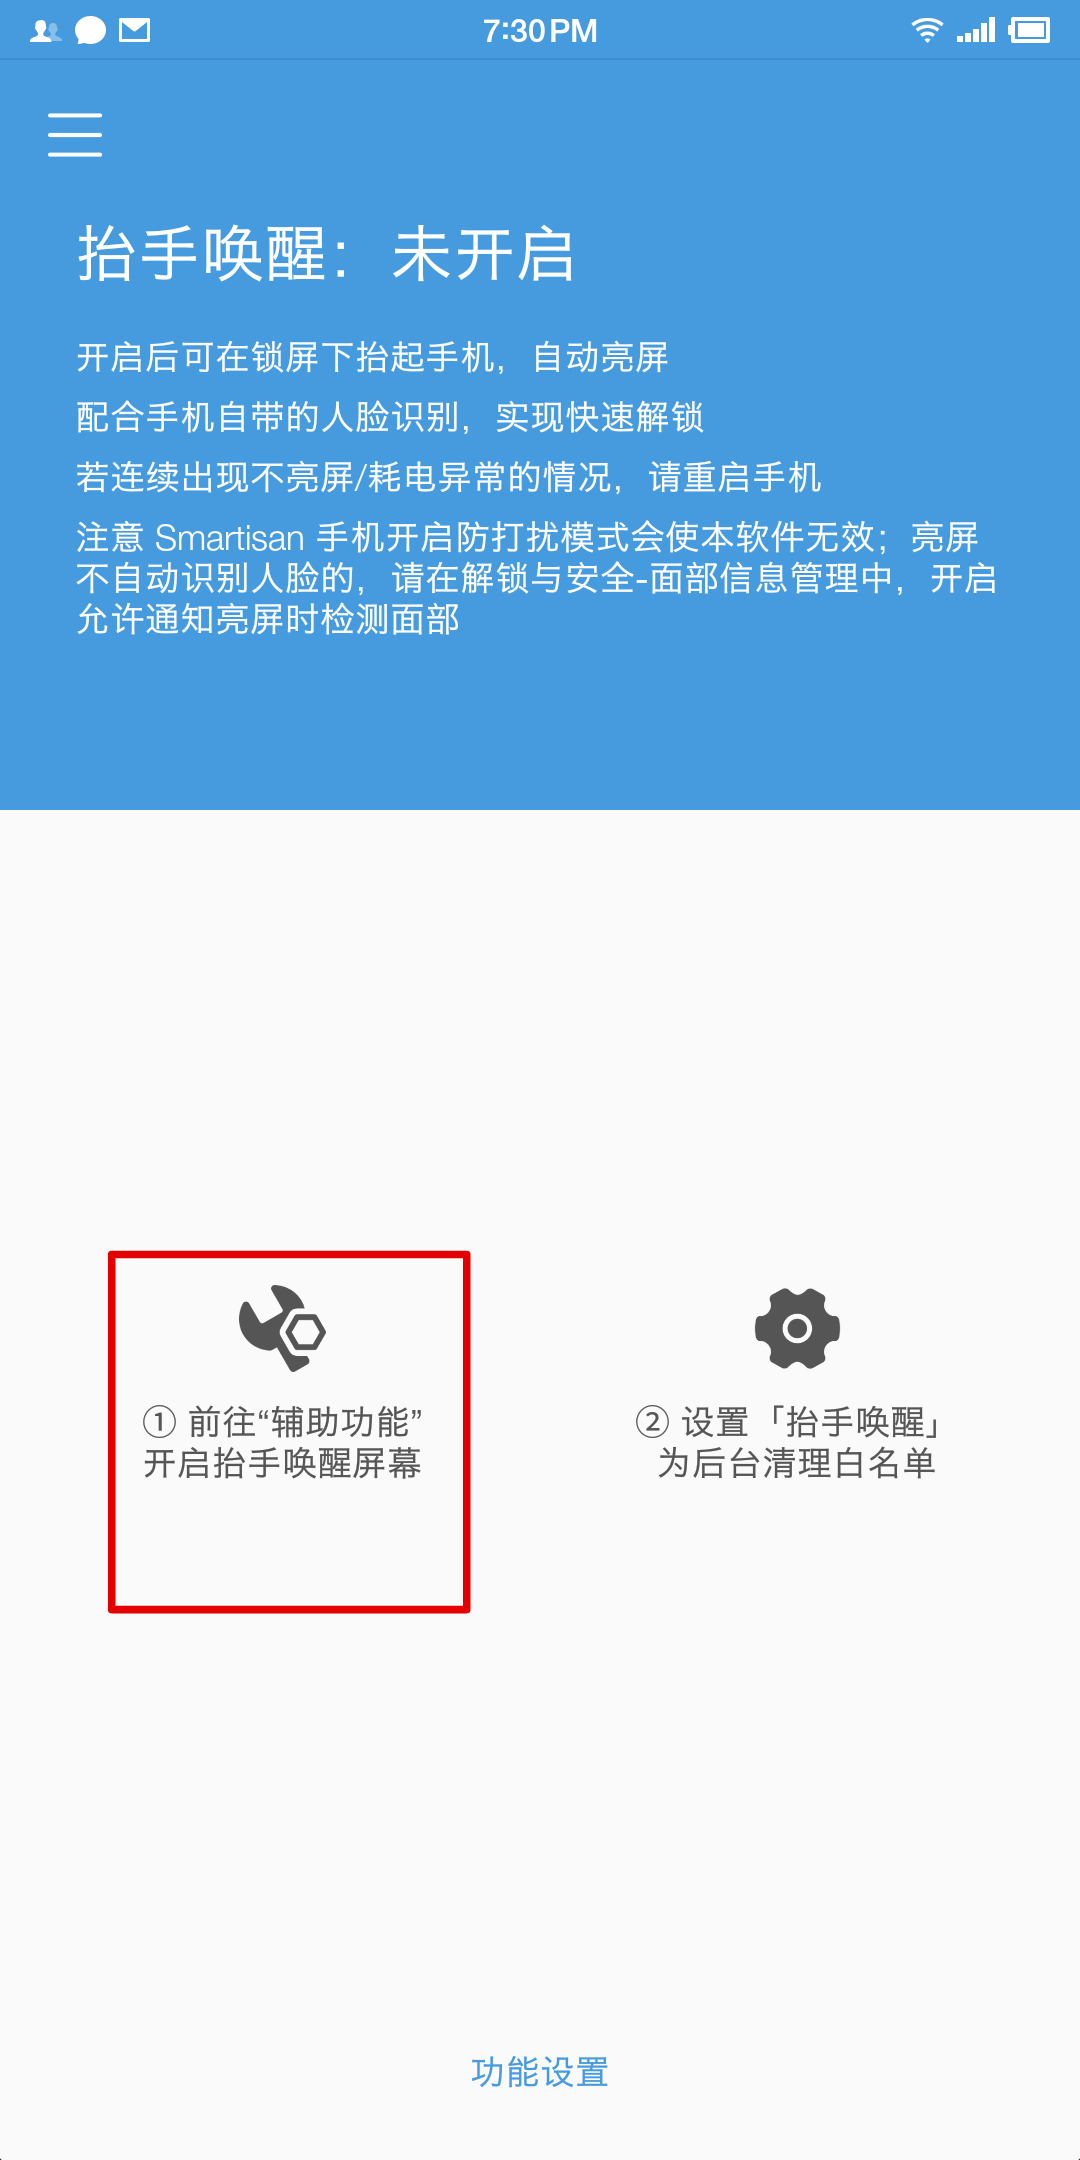 7:30 PM
抬手唤醒：未开启
开启后可在锁屏下抬起手机，自动亮屏
配合手机自带的人脸识别，实现快速解锁
若连续出现不亮屏/耗电异常的情况，请重启手机
注意 Smartisan 手机开启防打扰模式会使本软件无效；亮屏
不自动识别人脸的，请在解锁与安全-面部信息管理中，开启
允许通知亮屏时检测面部
① 前往“辅助功能”
开启抬手唤醒屏幕
② 设置「抬手唤醒」
为后台清理白名单
功能设置